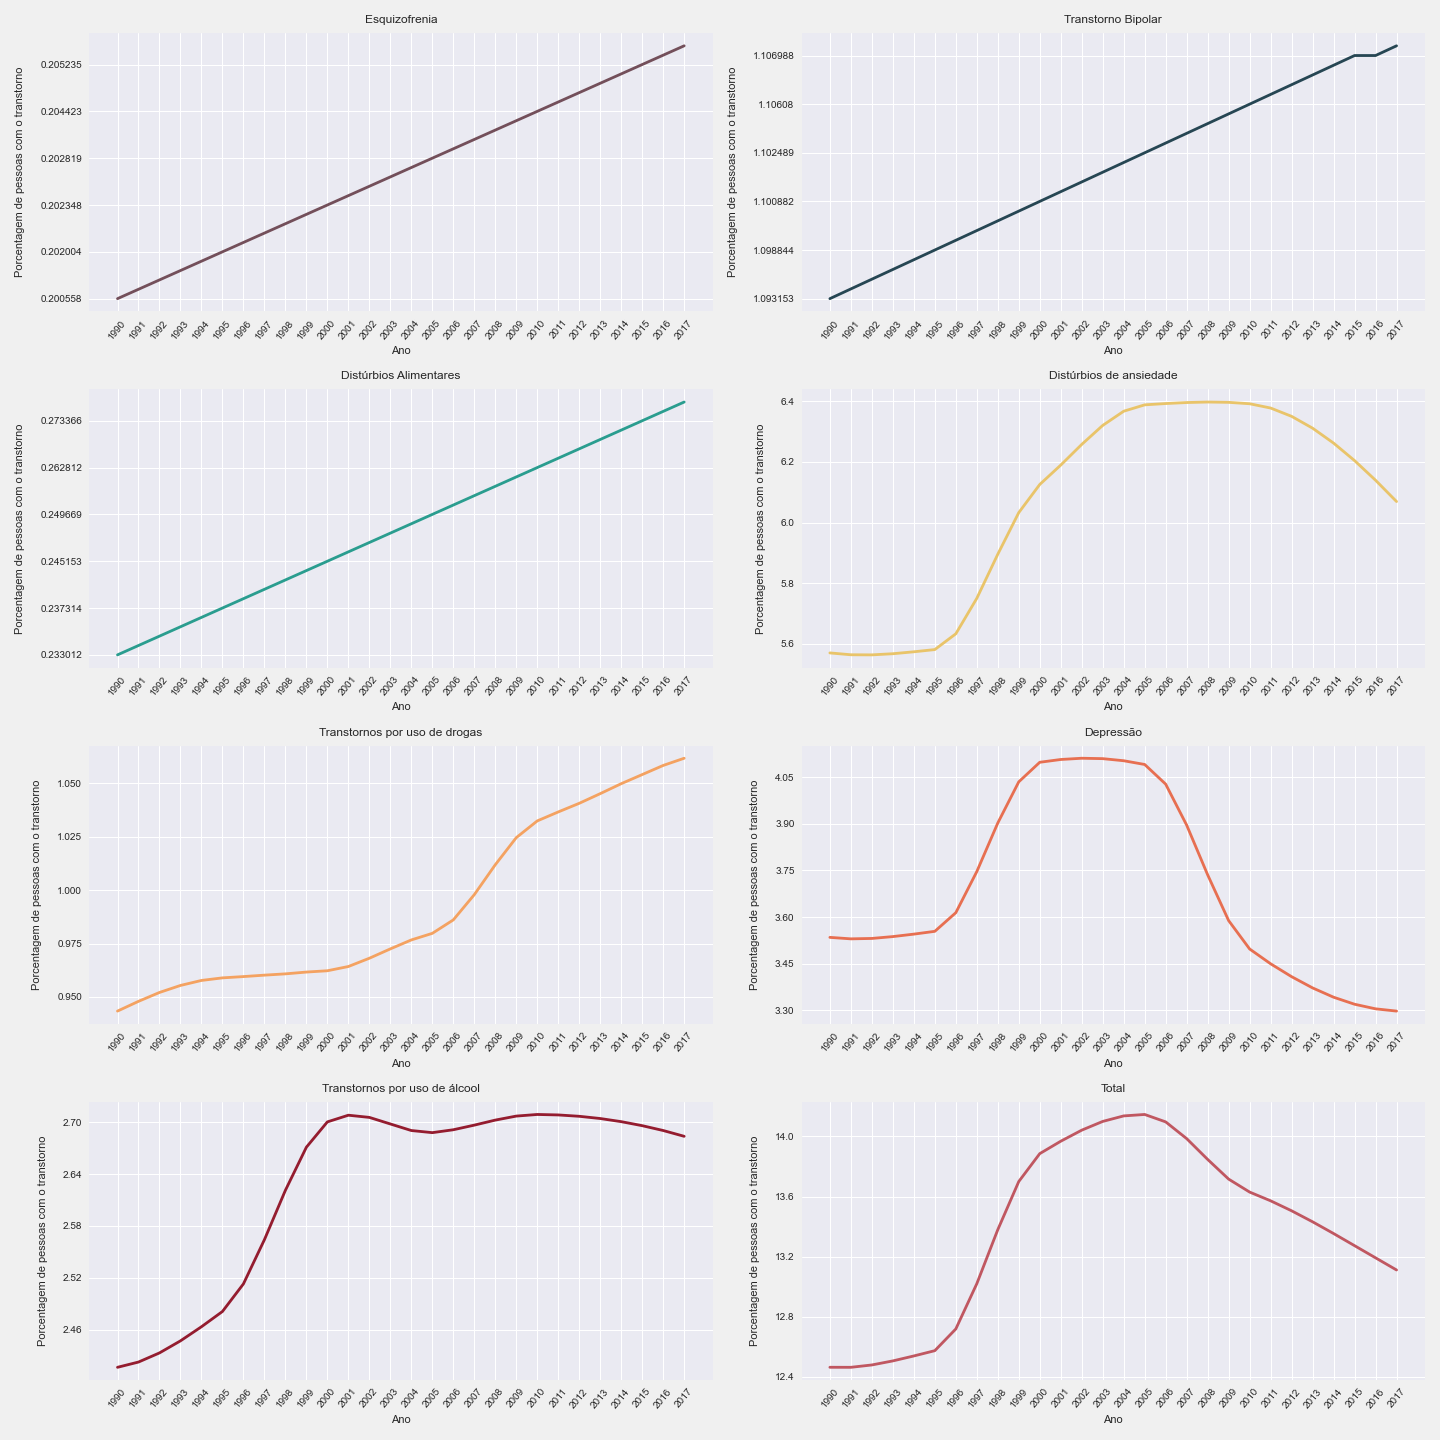 Esquizofrenia
Porcentagem de pessoas com o transtorno
0.205235
0.204423
0.202819
0.202348
0.202004
0.200558
1990 1991 1992 1993 1994 1995 1996 1997 1998 1999 2000 2001 2002 2003 2004 2005 2006 2007 2008 2009 2010 2011 2012 2013 2014 2015 2016 2017
Ano
Transtorno Bipolar
Porcentagem de pessoas com o transtorno
1.106988
1.10608
1.102489
1.100882
1.098844
1.093153
1990 1991 1992 1993 1994 1995 1996 1997 1998 1999 2000 2001 2002 2003 2004 2005 2006 2007 2008 2009 2010 2011 2012 2013 2014 2015 2016 2017
Ano
Distúrbios Alimentares
Porcentagem de pessoas com o transtorno
0.273366
0.262812
0.249669
0.245153
0.237314
0.233012
1990 1991 1992 1993 1994 1995 1996 1997 1998 1999 2000 2001 2002 2003 2004 2005 2006 2007 2008 2009 2010 2011 2012 2013 2014 2015 2016 2017
Ano
Distúrbios de ansiedade
Porcentagem de pessoas com o transtorno
6.4
6.2
6.0
5.8
5.6
1990 1991 1992 1993 1994 1995 1996 1997 1998 1999 2000 2001 2002 2003 2004 2005 2006 2007 2008 2009 2010 2011 2012 2013 2014 2015 2016 2017
Ano
Transtornos por uso de drogas
Porcentagem de pessoas com o transtorno
1.050
1.025
1.000
0.975
0.950
1990 1991 1992 1993 1994 1995 1996 1997 1998 1999 2000 2001 2002 2003 2004 2005 2006 2007 2008 2009 2010 2011 2012 2013 2014 2015 2016 2017
Ano
Depressão
Porcentagem de pessoas com o transtorno
4.05
3.90
3.75
3.60
3.45
3.30
1990 1991 1992 1993 1994 1995 1996 1997 1998 1999 2000 2001 2002 2003 2004 2005 2006 2007 2008 2009 2010 2011 2012 2013 2014 2015 2016 2017
Ano
Transtornos por uso de álcool
Porcentagem de pessoas com o transtorno
2.70
2.64
2.58
2.52
2.46
1990 1991 1992 1993 1994 1995 1996 1997 1998 1999 2000 2001 2002 2003 2004 2005 2006 2007 2008 2009 2010 2011 2012 2013 2014 2015 2016 2017
Ano
Total
Porcentagem de pessoas com o transtorno
14.0
13.6
13.2
12.8
12.4
1990 1991 1992 1993 1994 1995 1996 1997 1998 1999 2000 2001 2002 2003 2004 2005 2006 2007 2008 2009 2010 2011 2012 2013 2014 2015 2016 2017
Ano